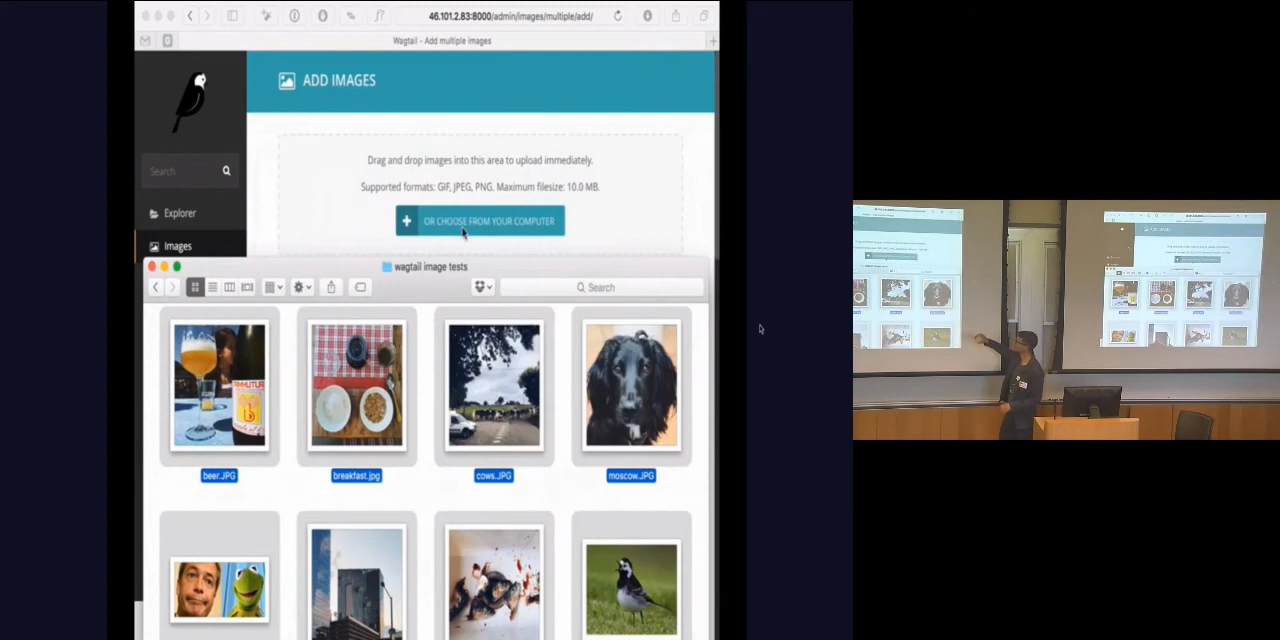 46.101.2.83:8000/admin/images/multiple/add/
Wagtail - Add multiple images
ADD IMAGES
Drag and drop images into this area to upload immediately.
Supported formats: GIF, JPEG, PNG. Maximum filesize: 10.0 MB.
OR CHOOSE FROM YOUR COMPUTER
Search
Explorer
Images
wagtail image tests
Search
beer.JPG
breakfast.jpg
cows.JPG
moscow.JPG
ADD IMAGES